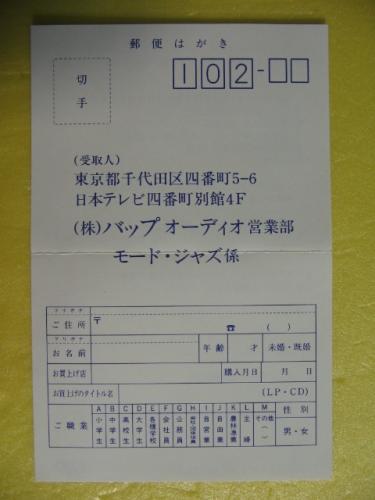 郵便はがき
切手
102-
(受取人)
東京都千代田区四番町5-6
日本テレビ四番町別館4F
(株)バップ オーディオ営業部
モード・ジャズ係
フリガナ
ご住所 〒 ☎ ( )
フリガナ
お名前 年齢 才 未婚・既婚
お買上げ店 購入月日 月 日
お買上げのタイトル名 (LP・CD)
ご職業
A 小学生
B 中学生
C 高校生
D 大学生
E 各種学校
F 会社員
G 公務員
H
I 自営業
J 自由業
K 農林漁業
L 主婦
M その他( )
性別
男・女